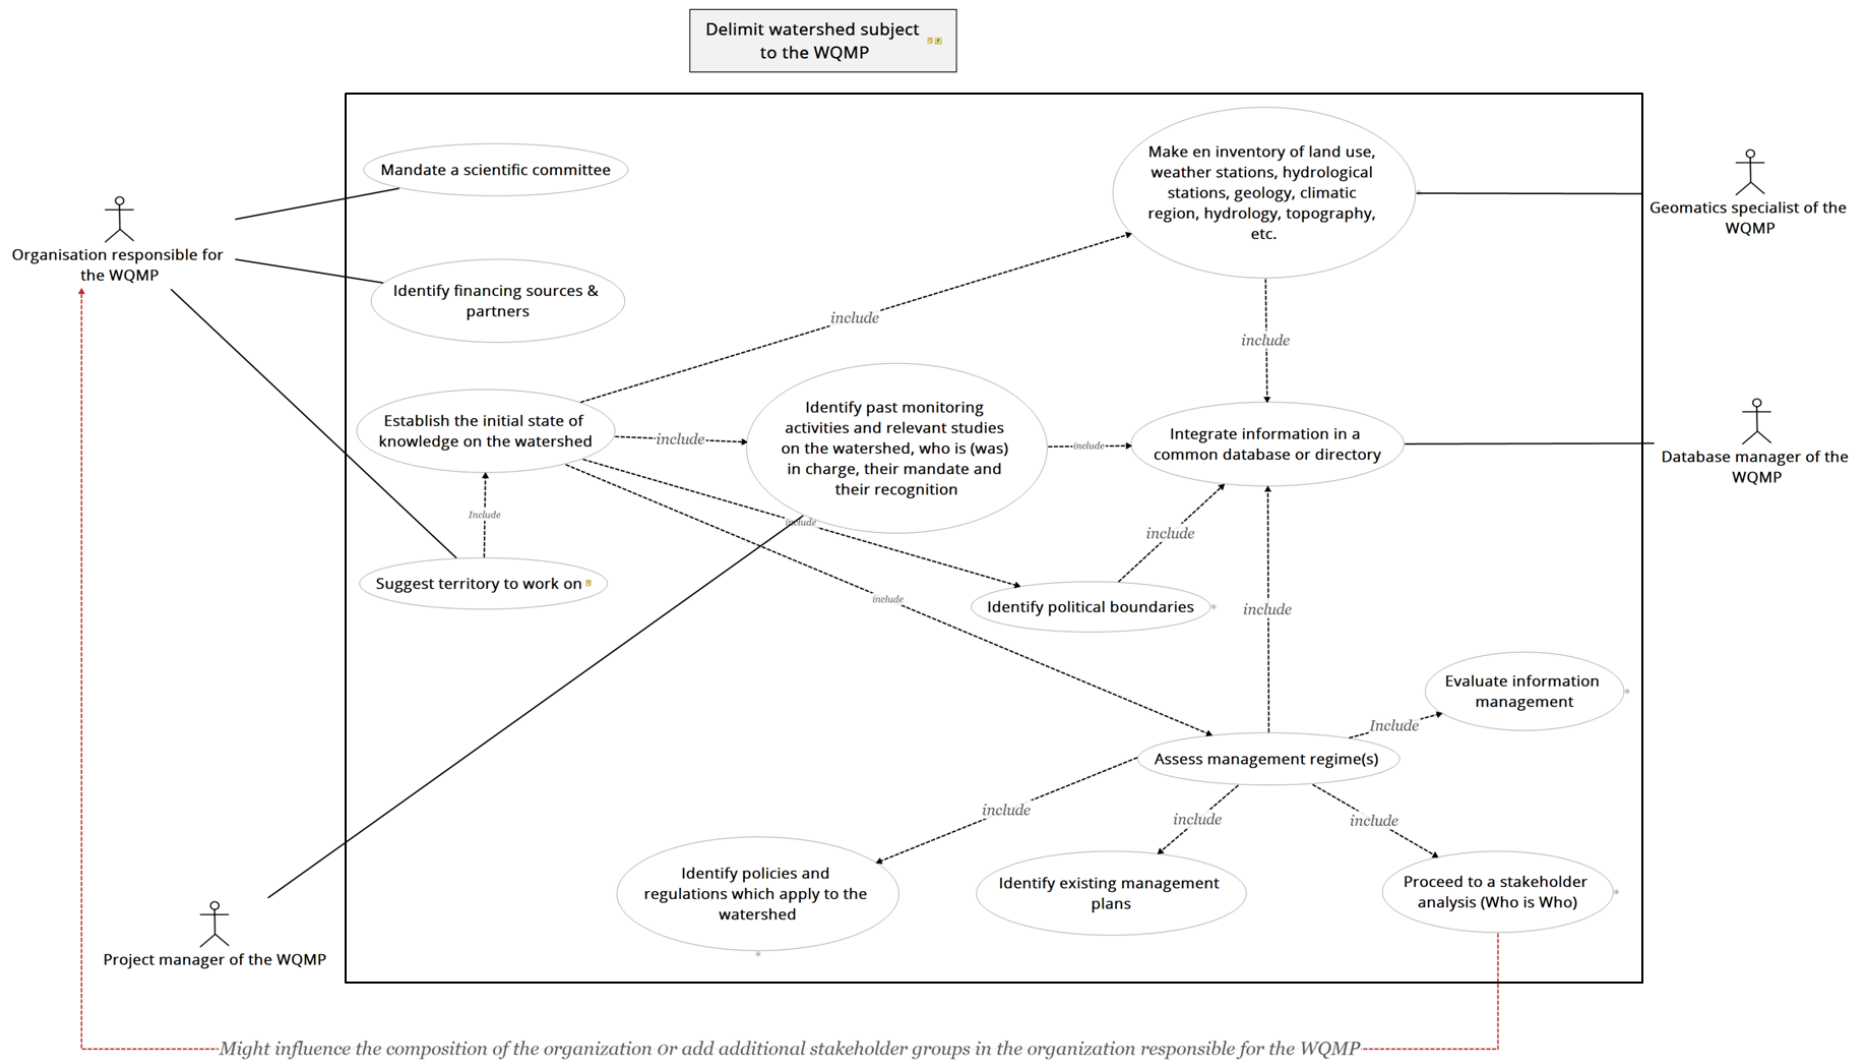 Delimit watershed subject
to the WQMP
Mandate a scientific committee
Make en inventory of land use,
weather stations, hydrological
stations, geology, climatic
region, hydrology, topography,
etc.
Geomatics specialist of the
WQMP
Organisation responsible for
the WQMP
Identify financing sources &
partners
include
include
Establish the initial state of
knowledge on the watershed
include
Identify past monitoring
activities and relevant studies
on the watershed, who is (was)
in charge, their mandate and
their recognition
include
Integrate information in a
common database or directory
Database manager of the
WQMP
Include
include
include
Suggest territory to work on
include
Identify political boundaries
include
Evaluate information
management
Include
Assess management regime(s)
include
include
include
Identify policies and
regulations which apply to the
watershed
Identify existing management
plans
Proceed to a stakeholder
analysis (Who is Who)
Project manager of the WQMP
Might influence the composition of the organization Or add additional stakeholder groups in the organization responsible for the WQMP